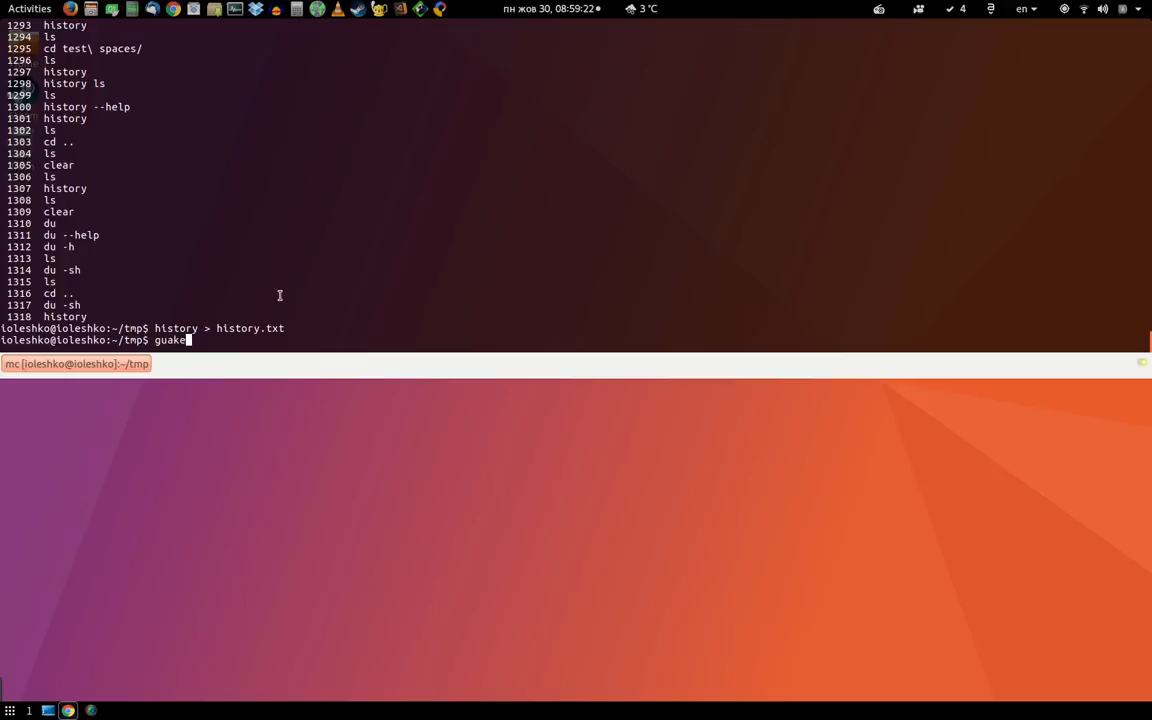 Activities пн жов 30, 08:59:22 3 °C 4 en
1293 history
1294 ls
1295 cd test\ spaces/
1296 ls
1297 history
1298 history ls
1299 ls
1300 history --help
1301 history
1302 ls
1303 cd ..
1304 ls
1305 clear
1306 ls
1307 history
1308 ls
1309 clear
1310 du
1311 du --help
1312 du -h
1313 ls
1314 du -sh
1315 ls
1316 cd ..
1317 du -sh
1318 history
ioleshko@ioleshko:~/tmp$ history > history.txt
ioleshko@ioleshko:~/tmp$ guake
mc [ioleshko@ioleshko]:~/tmp
1